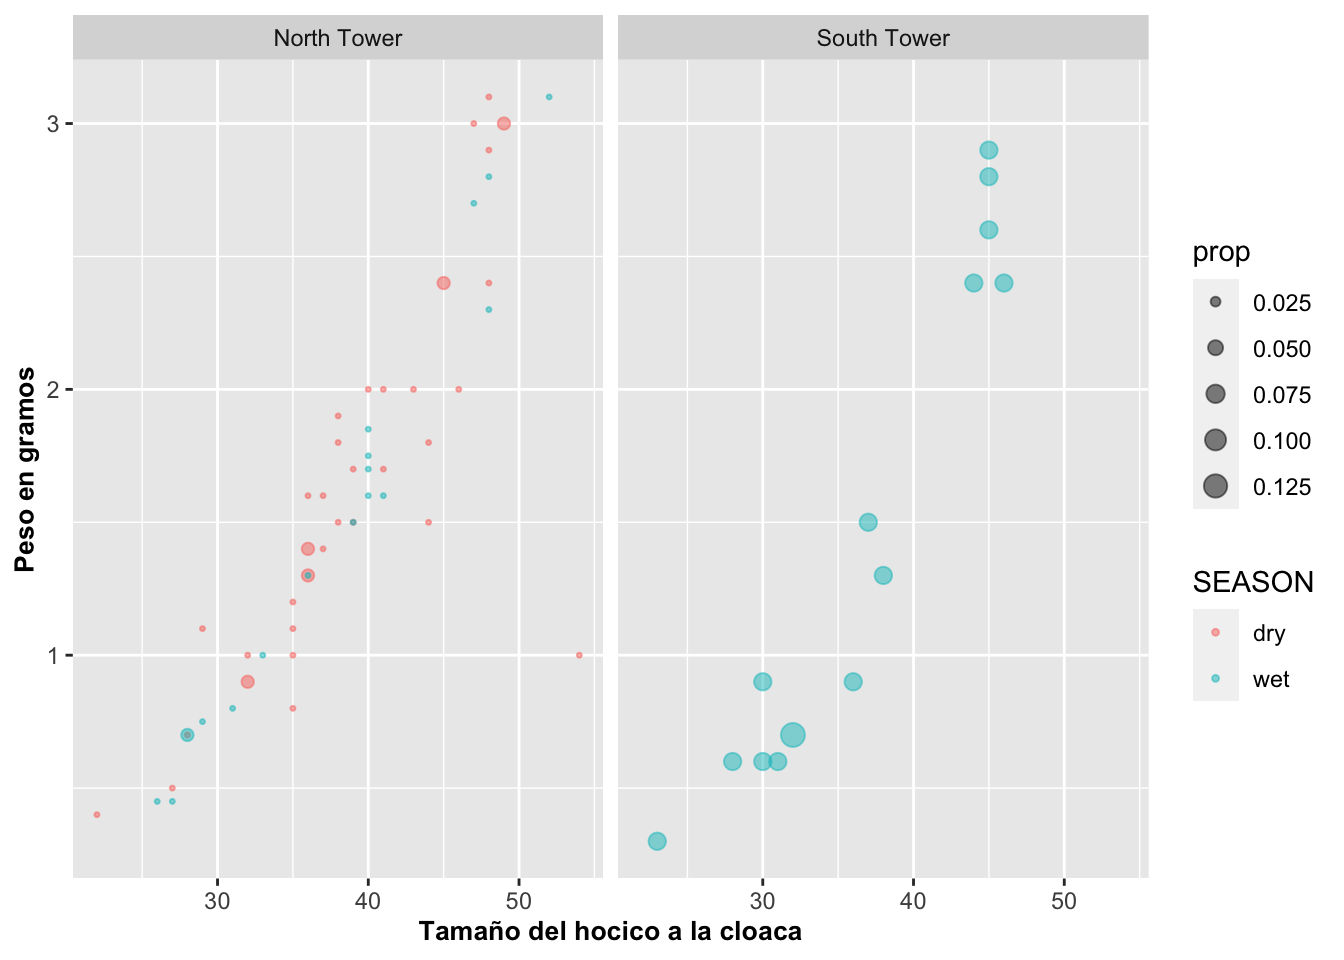 North Tower
South Tower
3
2
1
Peso en gramos
30
40
50
30
40
50
Tamaño del hocico a la cloaca
prop
0.025
0.050
0.075
0.100
0.125
SEASON
dry
wet